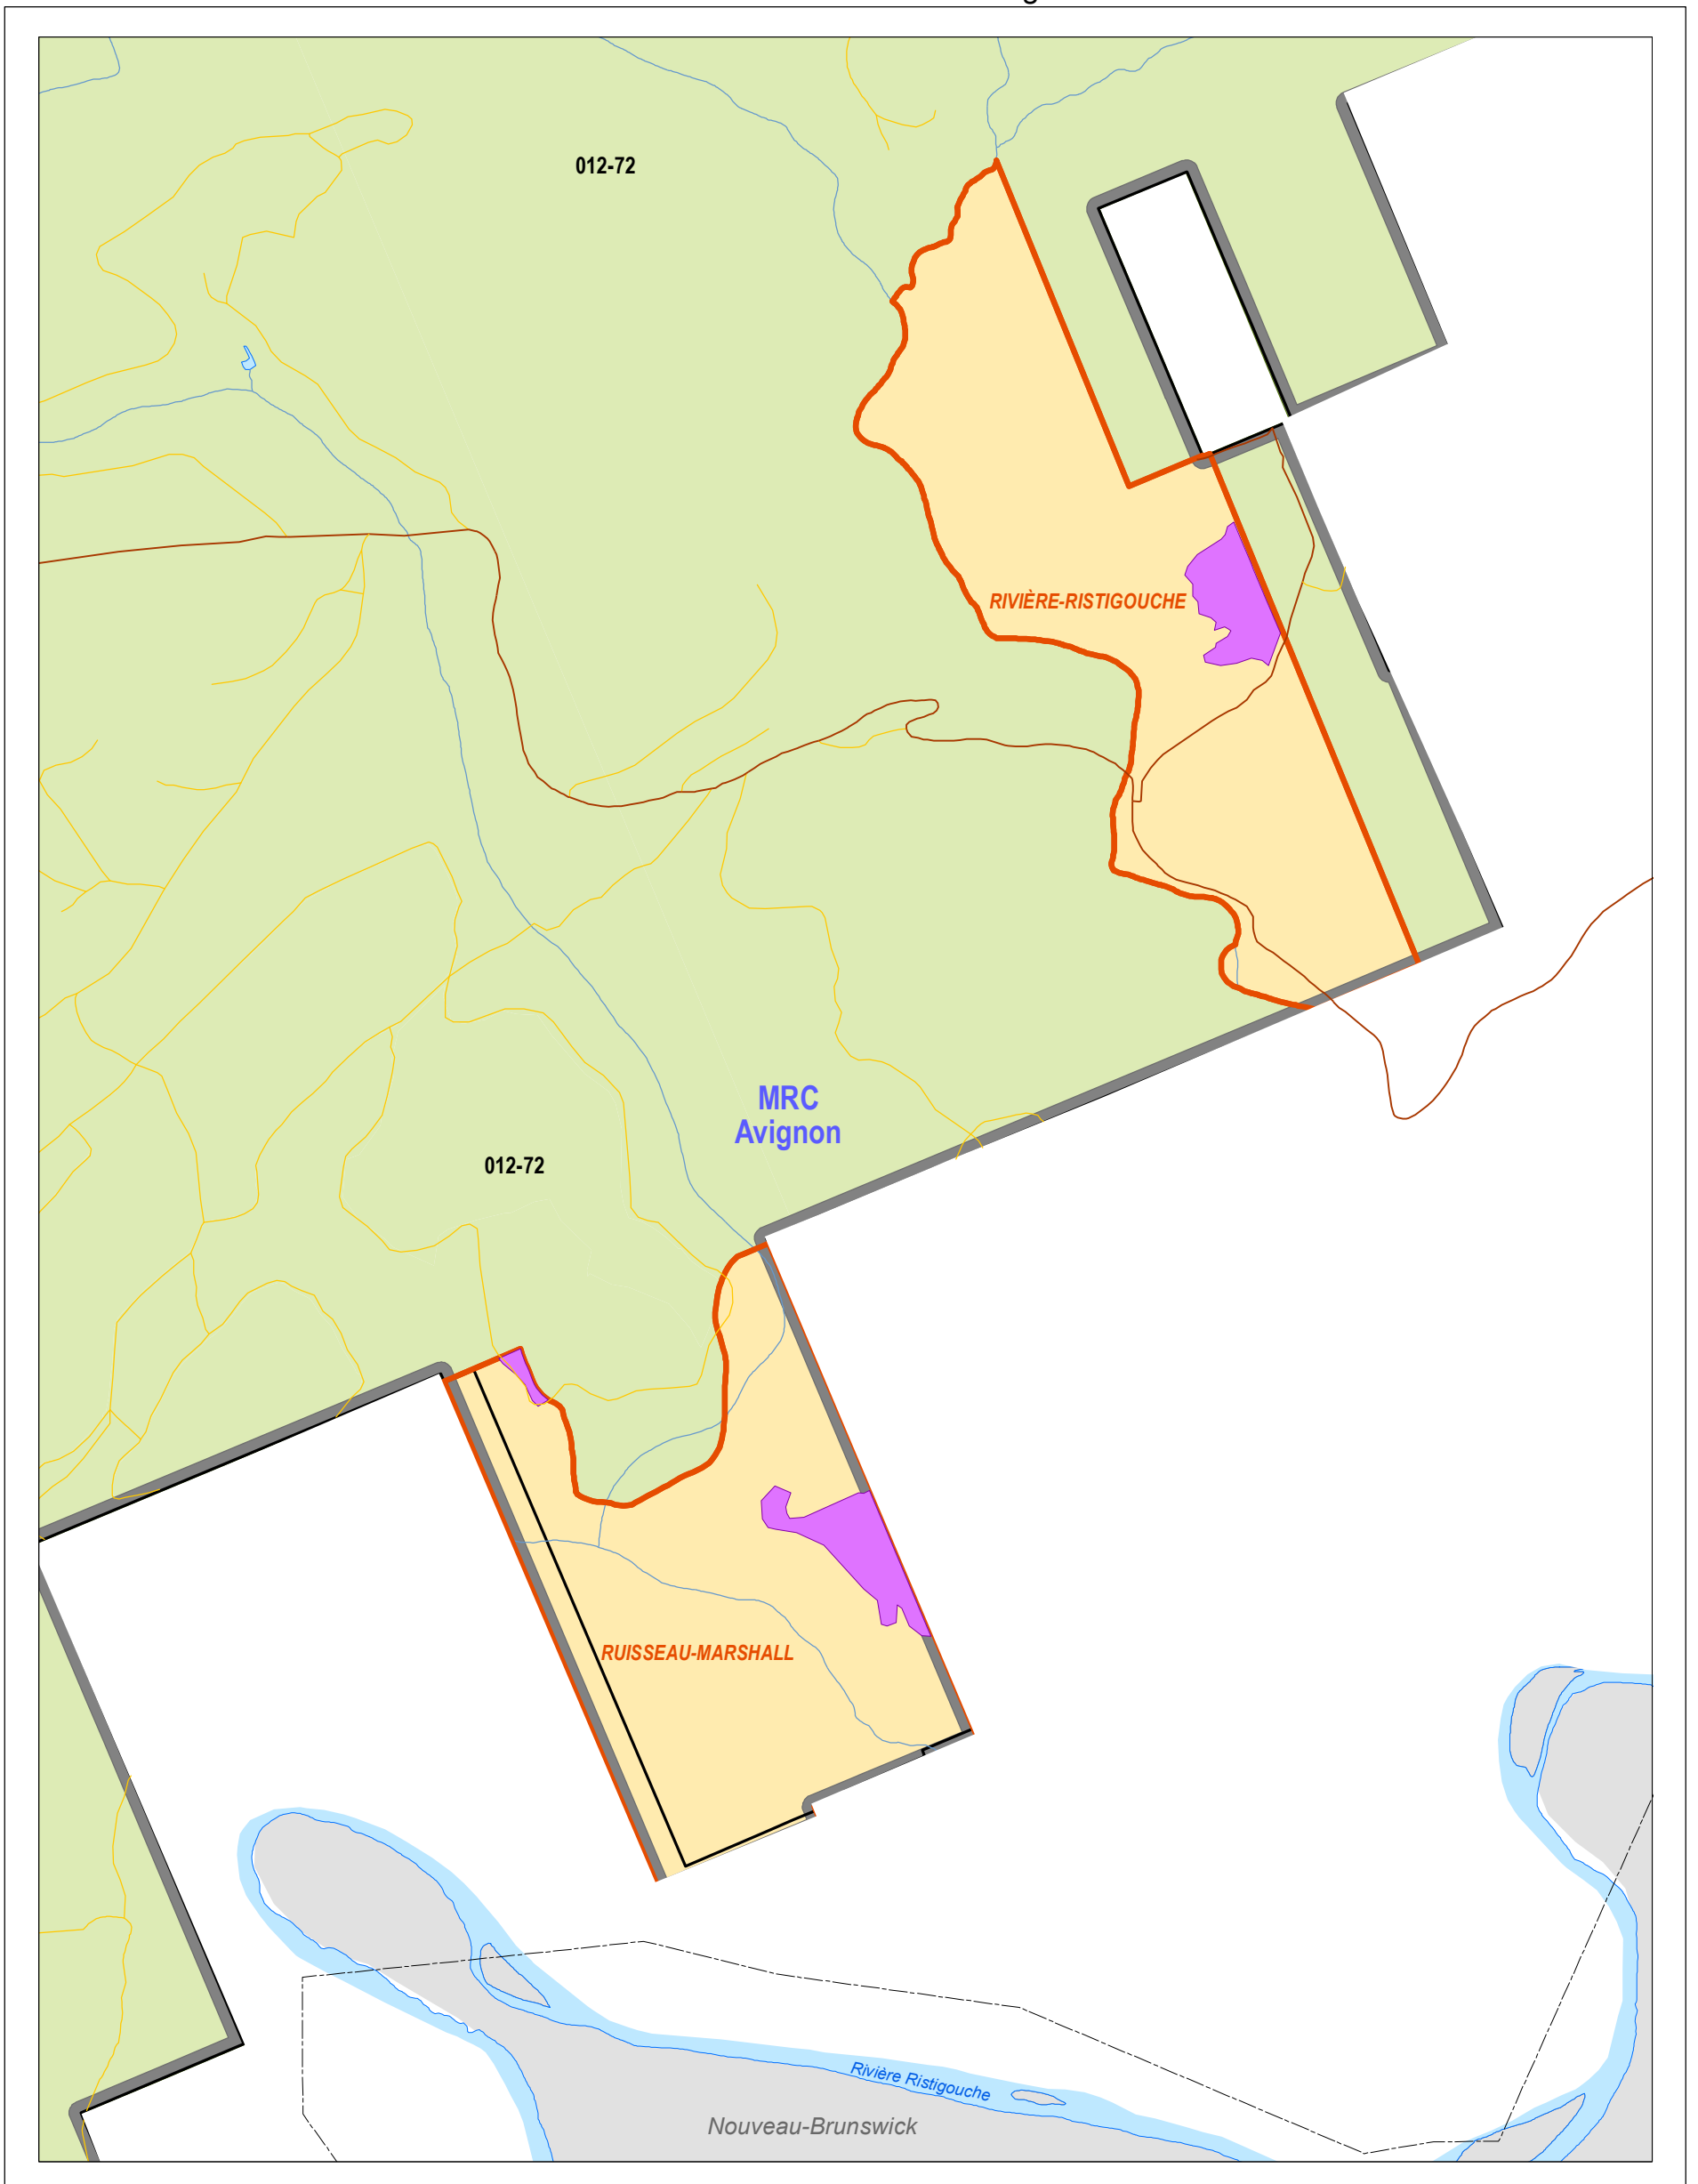 012-72
RIVIÈRE-RISTIGOUCHE
MRC
Avignon
012-72
RUISSEAU-MARSHALL
Rivière Ristigouche
Nouveau-Brunswick